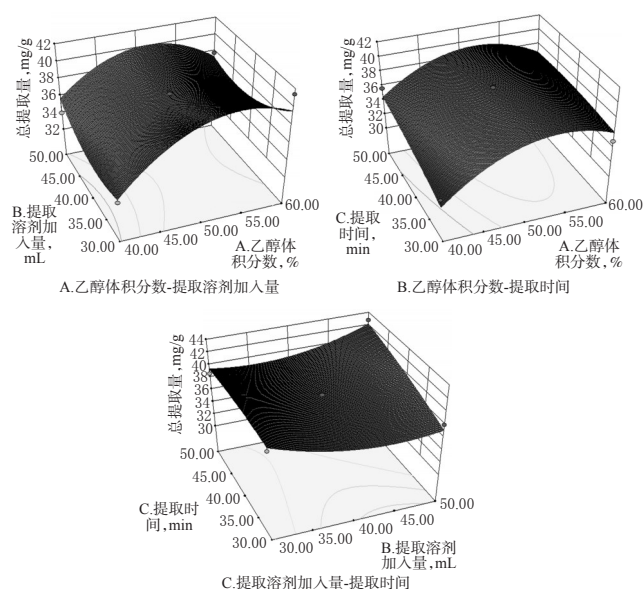 42
40
38
36
34
32
总提取量,mg/g
50.00
45.00
40.00
35.00
30.00
B.提取
溶剂加
入量,
mL
40.00
45.00
50.00
55.00
60.00
A.乙醇体
积分数,%
A.乙醇体积分数-提取溶剂加入量
42
40
38
36
34
32
30
总提取量,mg/g
50.00
45.00
40.00
35.00
30.00
C.提取
时间,
min
40.00
45.00
50.00
55.00
60.00
A.乙醇体
积分数,%
B.乙醇体积分数-提取时间
44
42
40
38
36
34
32
30
总提取量,mg/g
50.00
45.00
40.00
35.00
30.00
C.提取时
间,min
30.00
35.00
40.00
45.00
50.00
B.提取溶剂
加入量,mL
C.提取溶剂加入量-提取时间